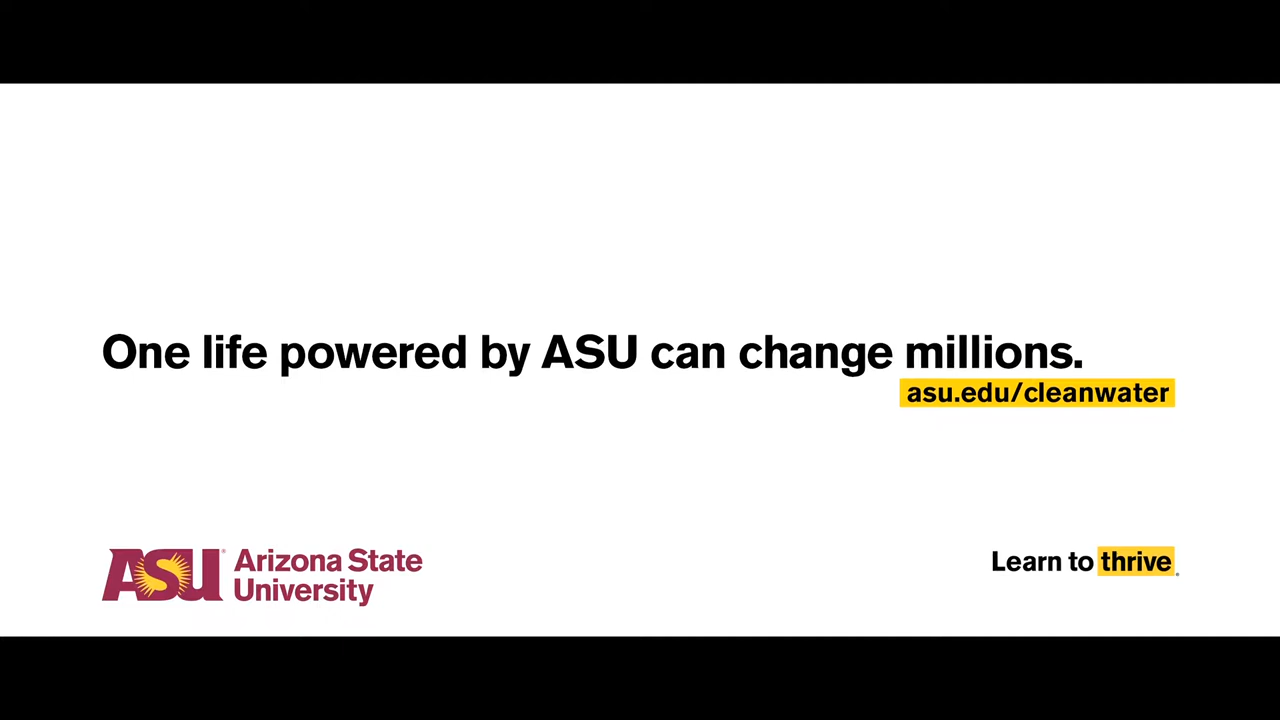 One life powered by ASU can change millions.
asu.edu/cleanwater
ASU® Arizona State
University
Learn to thrive®